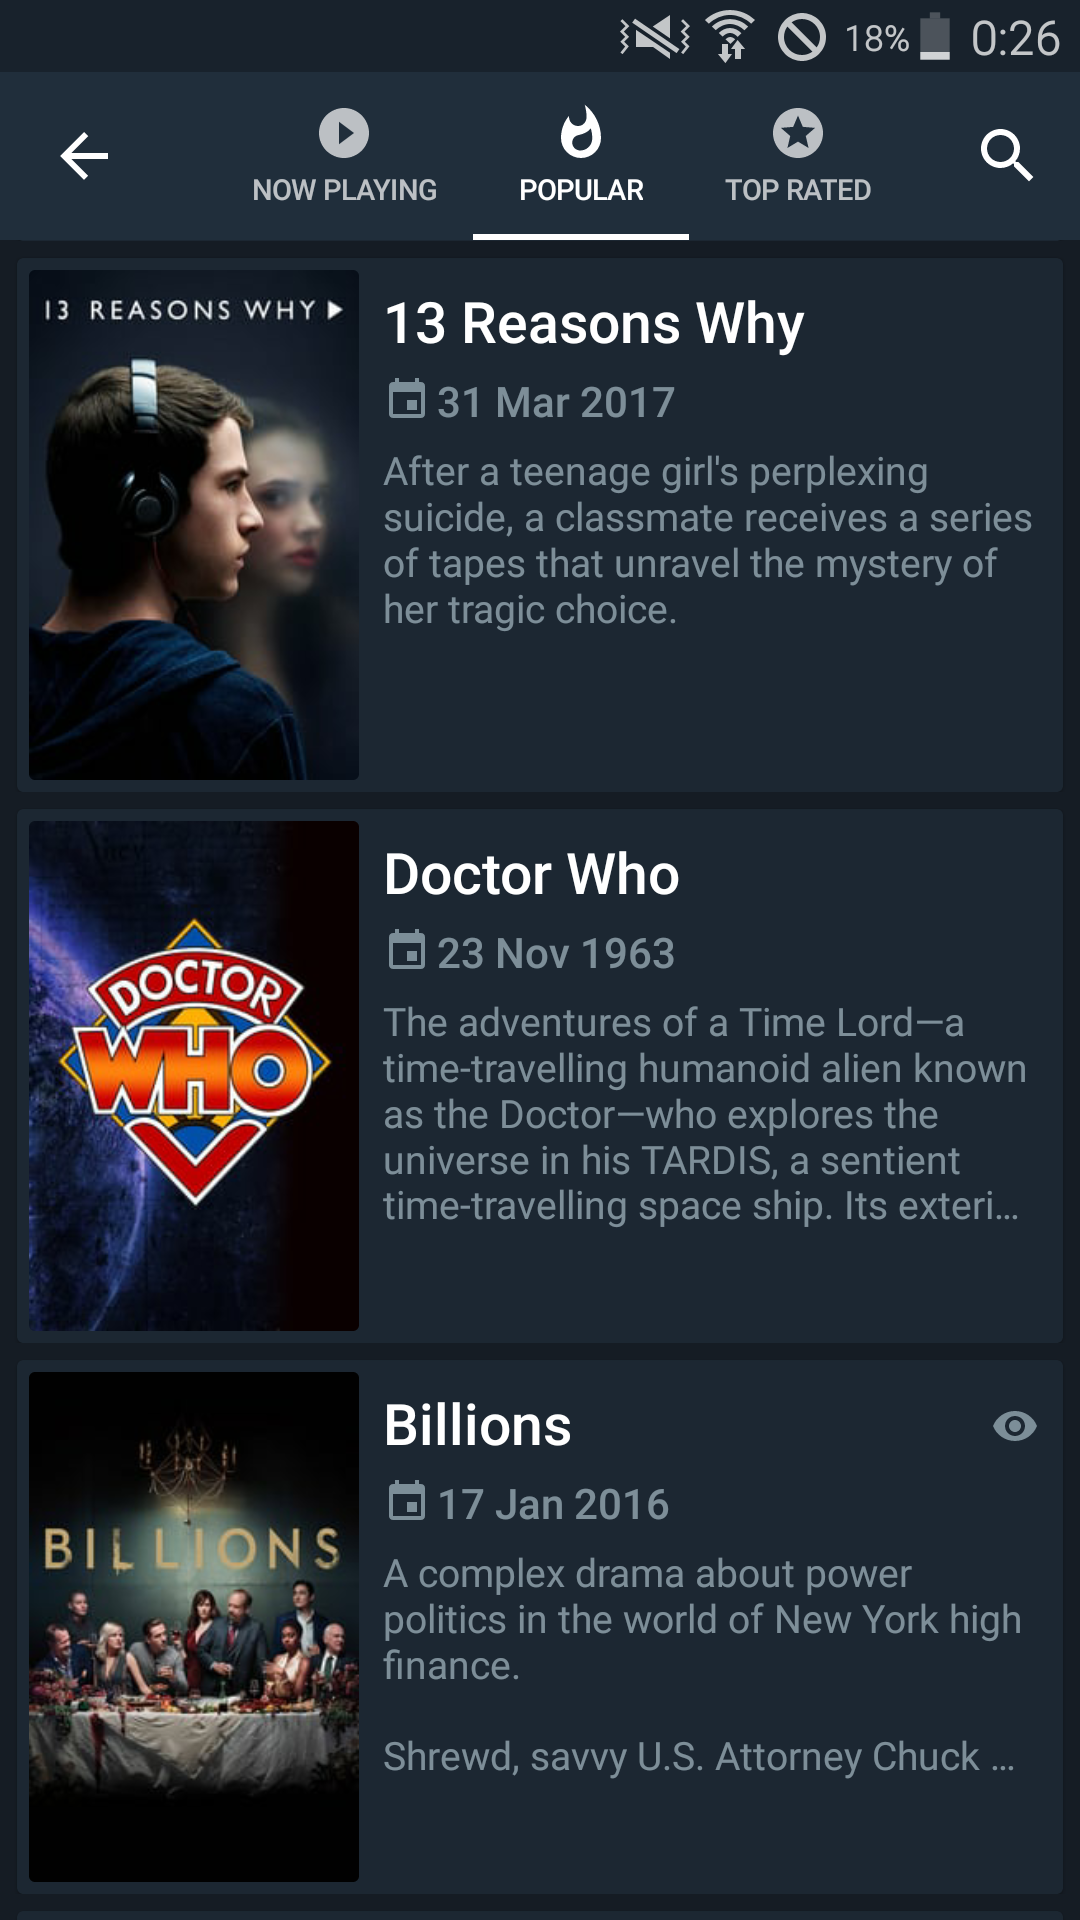 18% 0:26
NOW PLAYING
POPULAR
TOP RATED
13 REASONS WHY
13 Reasons Why
31 Mar 2017
After a teenage girl's perplexing
suicide, a classmate receives a series
of tapes that unravel the mystery of
her tragic choice.
DOCTOR
WHO
Doctor Who
23 Nov 1963
The adventures of a Time Lord—a
time-travelling humanoid alien known
as the Doctor—who explores the
universe in his TARDIS, a sentient
time-travelling space ship. Its exteri...
BILLIONS
Billions
17 Jan 2016
A complex drama about power
politics in the world of New York high
finance.
Shrewd, savvy U.S. Attorney Chuck ...